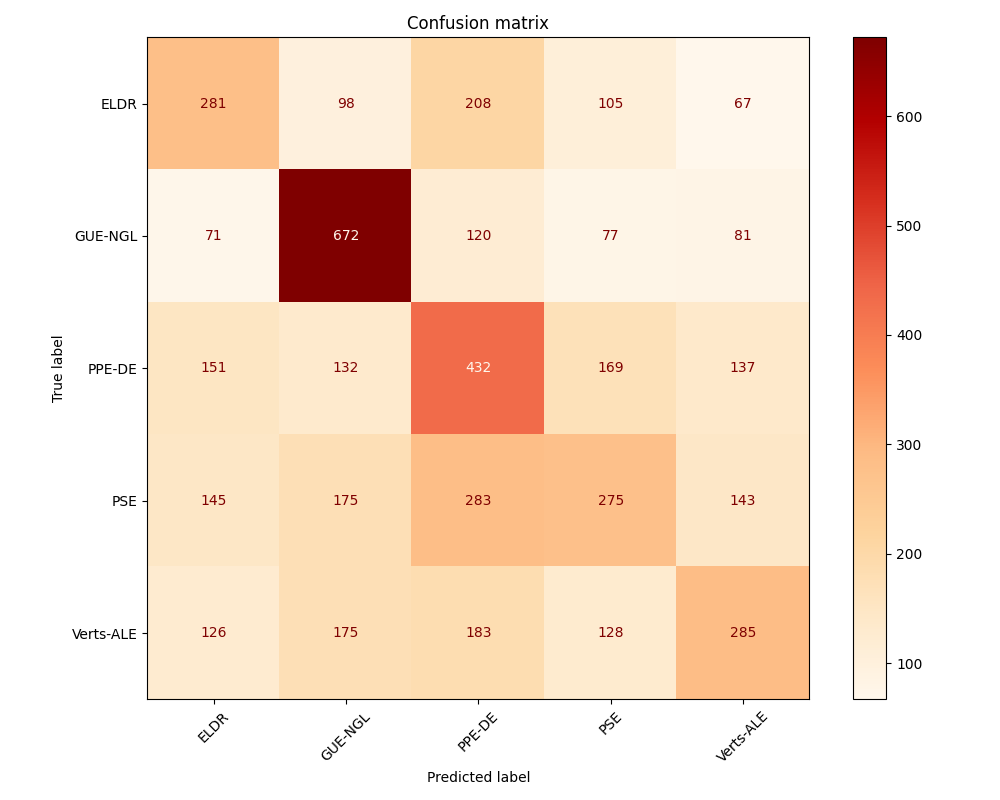 Confusion matrix
ELDR 281 98 208 105 67
GUE-NGL 71 672 120 77 81
PPE-DE 151 132 432 169 137
PSE 145 175 283 275 143
Verts-ALE 126 175 183 128 285
ELDR GUE-NGL PPE-DE PSE Verts-ALE
Predicted label
True label
600
500
400
300
200
100